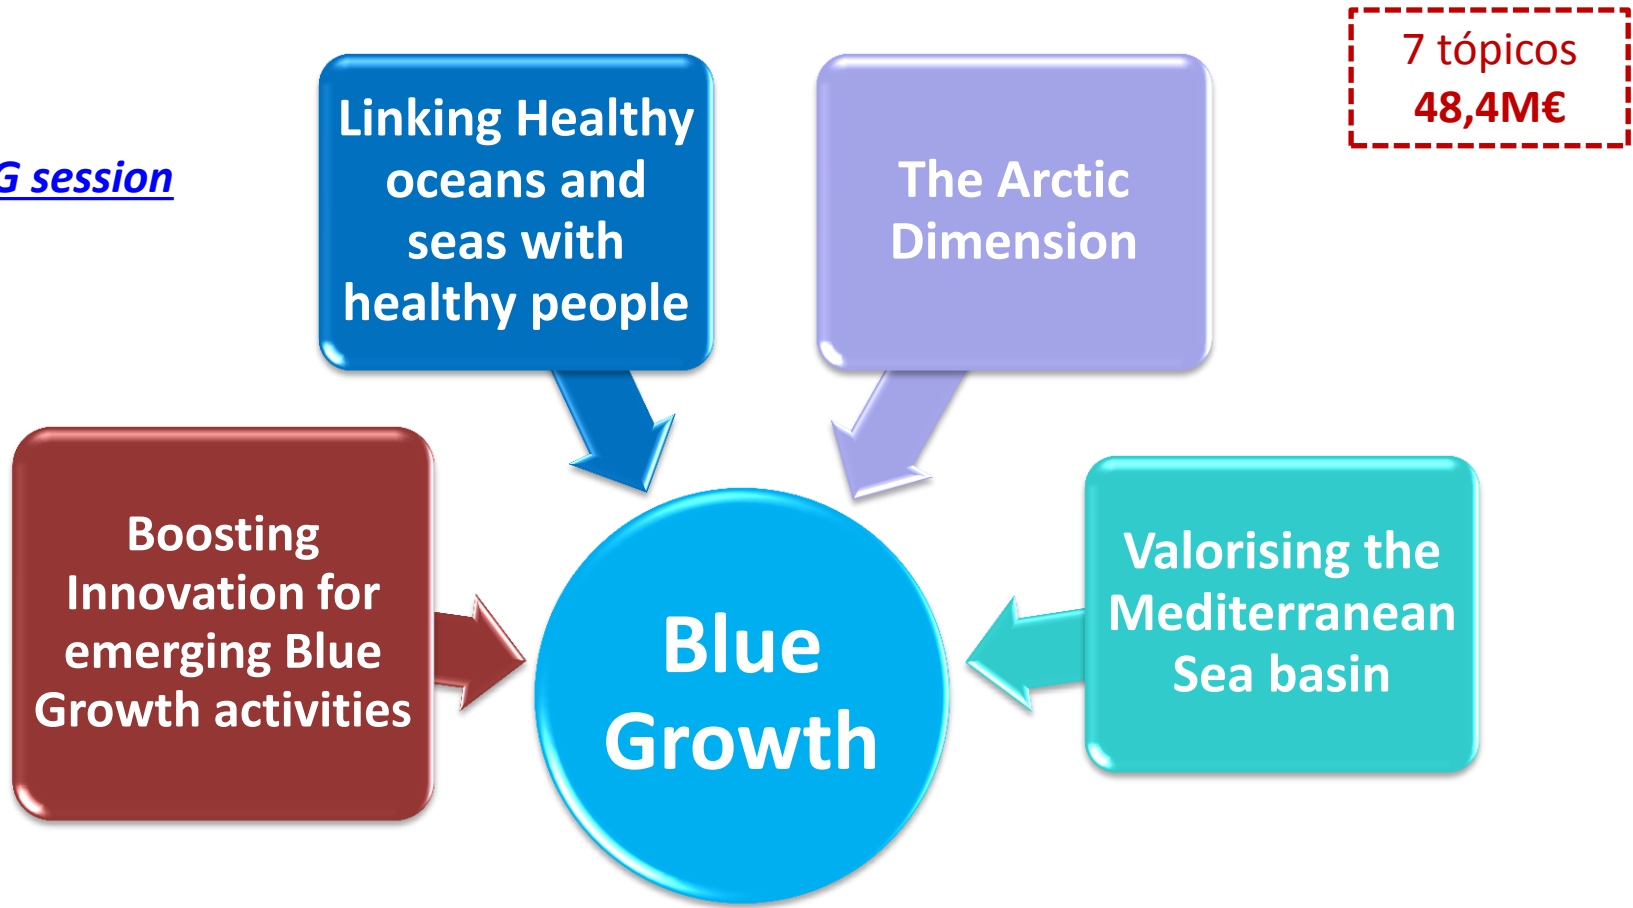 7 tópicos
48,4M€
G session
Linking Healthy
oceans and
seas with
healthy people
The Arctic
Dimension
Boosting
Innovation for
emerging Blue
Growth activities
Valorising the
Mediterranean
Sea basin
Blue
Growth